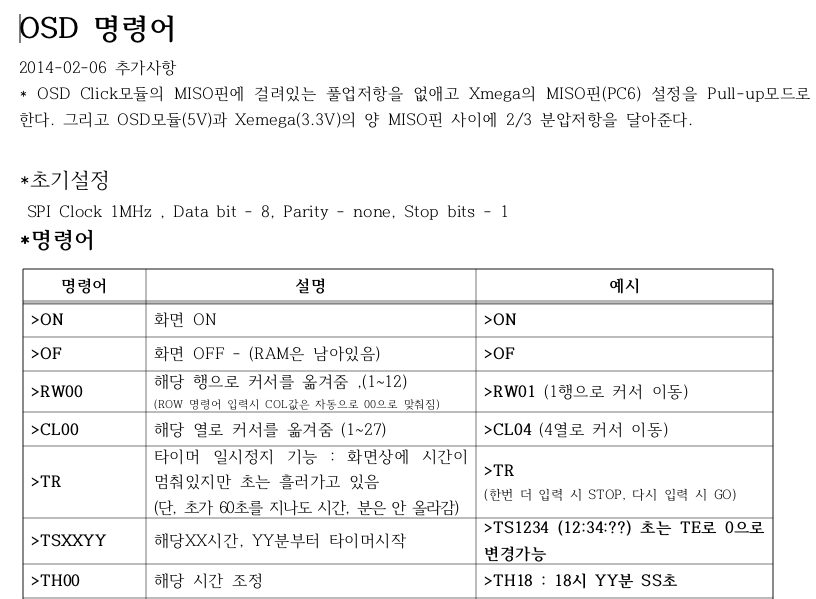 OSD 명령어
2014-02-06 추가사항
* OSD Click모듈의 MISO핀에 걸려있는 풀업저항을 없애고 Xmega의 MISO핀(PC6) 설정을 Pull-up모드로
한다. 그리고 OSD모듈(5V)과 Xemega(3.3V)의 양 MISO핀 사이에 2/3 분압저항을 달아준다.
*초기설정
SPI Clock 1MHz , Data bit - 8, Parity - none, Stop bits - 1
*명령어
명령어 설명 예시
>ON 화면 ON >ON
>OF 화면 OFF - (RAM은 남아있음) >OF
>RW00 해당 행으로 커서를 옮겨줌 ,(1~12) >RW01 (1행으로 커서 이동)
(ROW 명령어 입력시 COL값은 자동으로 00으로 맞춰짐)
>CL00 해당 열로 커서를 옮겨줌 (1~27) >CL04 (4열로 커서 이동)
>TR 타이머 일시정지 기능 : 화면상에 시간이
멈춰있지만 초는 흘러가고 있음
(단, 초가 60초를 지나도 시간, 분은 안 올라감)
>TR
(한번 더 입력 시 STOP, 다시 입력 시 GO)
>TSXXYY 해당XX시간, YY분부터 타이머시작 >TS1234 (12:34:??) 초는 TE로 0으로
변경가능
>TH00 해당 시간 조정 >TH18 : 18시 YY분 SS초